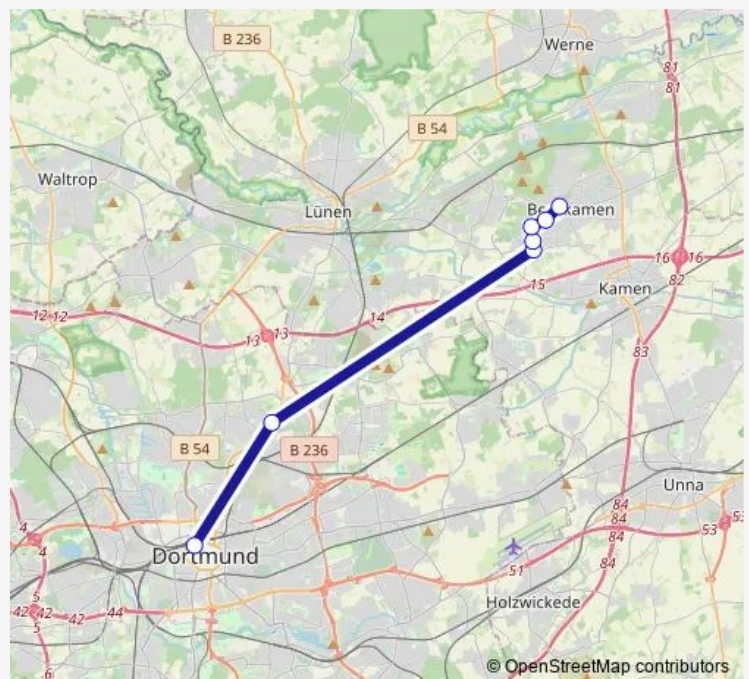 B 236
Werne
81
81
B 54
Waltrop
Lünen
Bergkamen
16 16
15
82
Kamen
12 12
14
13 13
83
B 54
B 236
Unna
84
84
84
53
53
4
4
Dortmund
51
84
5
42 42 42 44
5
Holzwickede
6
© OpenStreetMap contributors